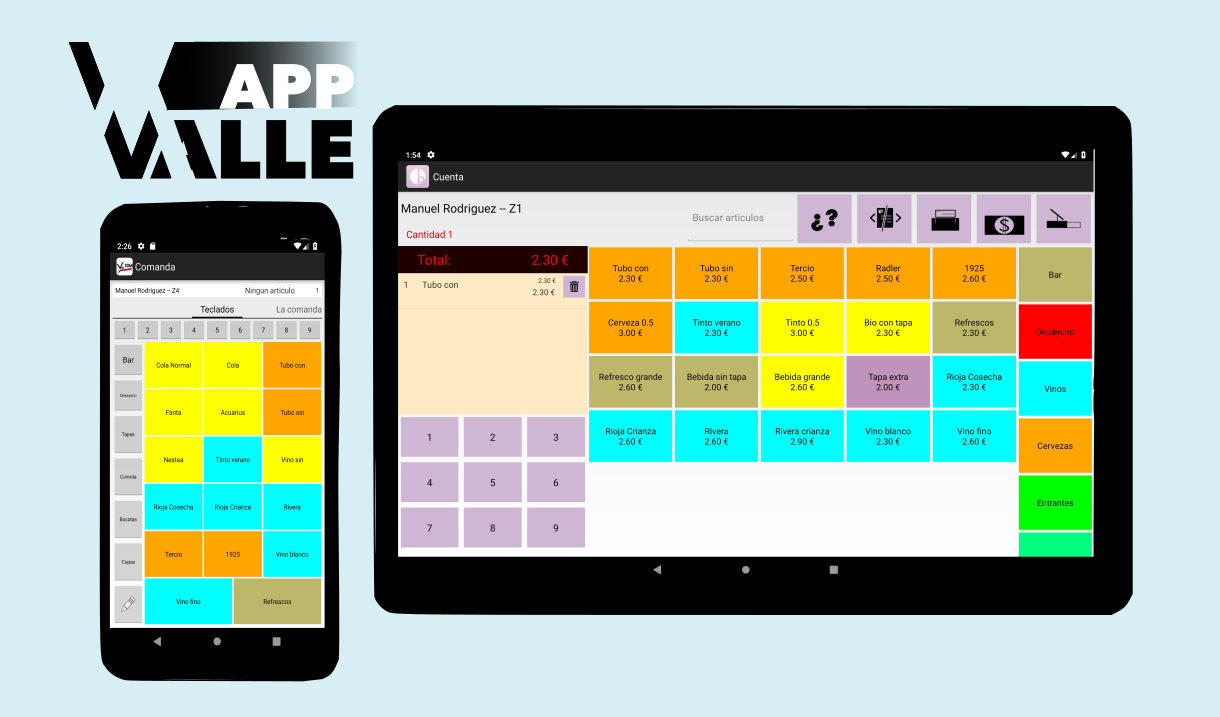 APP
VALLE
2:26
Comanda
Manuel Rodriguez -- Z4 Ningun articulo 1
Teclados La comanda
1 2 3 4 5 6 7 8 9
Bar
Desayuno
Tapas
Comida
Bocatas
Copas
Cola Normal Cola Tubo con
Fanta Acuarius Tubo sin
Nestea Tinto verano Vino sin
Rioja Cosecha Rioja Crianza Rivera
Tercio 1925 Vino blanco
Vino fino Refrescos
1:54
Cuenta
Manuel Rodriguez -- Z1
Cantidad 1
Buscar articulos
Total: 2.30 €
1 Tubo con 2.30 €
2.30 €
1 2 3
4 5 6
7 8 9
Tubo con Tubo sin Tercio Radler 1925
2.30 € 2.30 € 2.50 € 2.50 € 2.60 €
Cerveza 0.5 Tinto verano Tinto 0.5 Bio con tapa Refrescos
3.00 € 2.30 € 3.00 € 2.30 € 2.30 €
Refresco grande Bebida sin tapa Bebida grande Tapa extra Rioja Cosecha
2.60 € 2.00 € 2.60 € 2.00 € 2.30 €
Rioja Crianza Rivera Rivera crianza Vino blanco Vino fino
2.60 € 2.60 € 2.90 € 2.30 € 2.60 €
Bar
Desayuno
Vinos
Cervezas
Entrantes